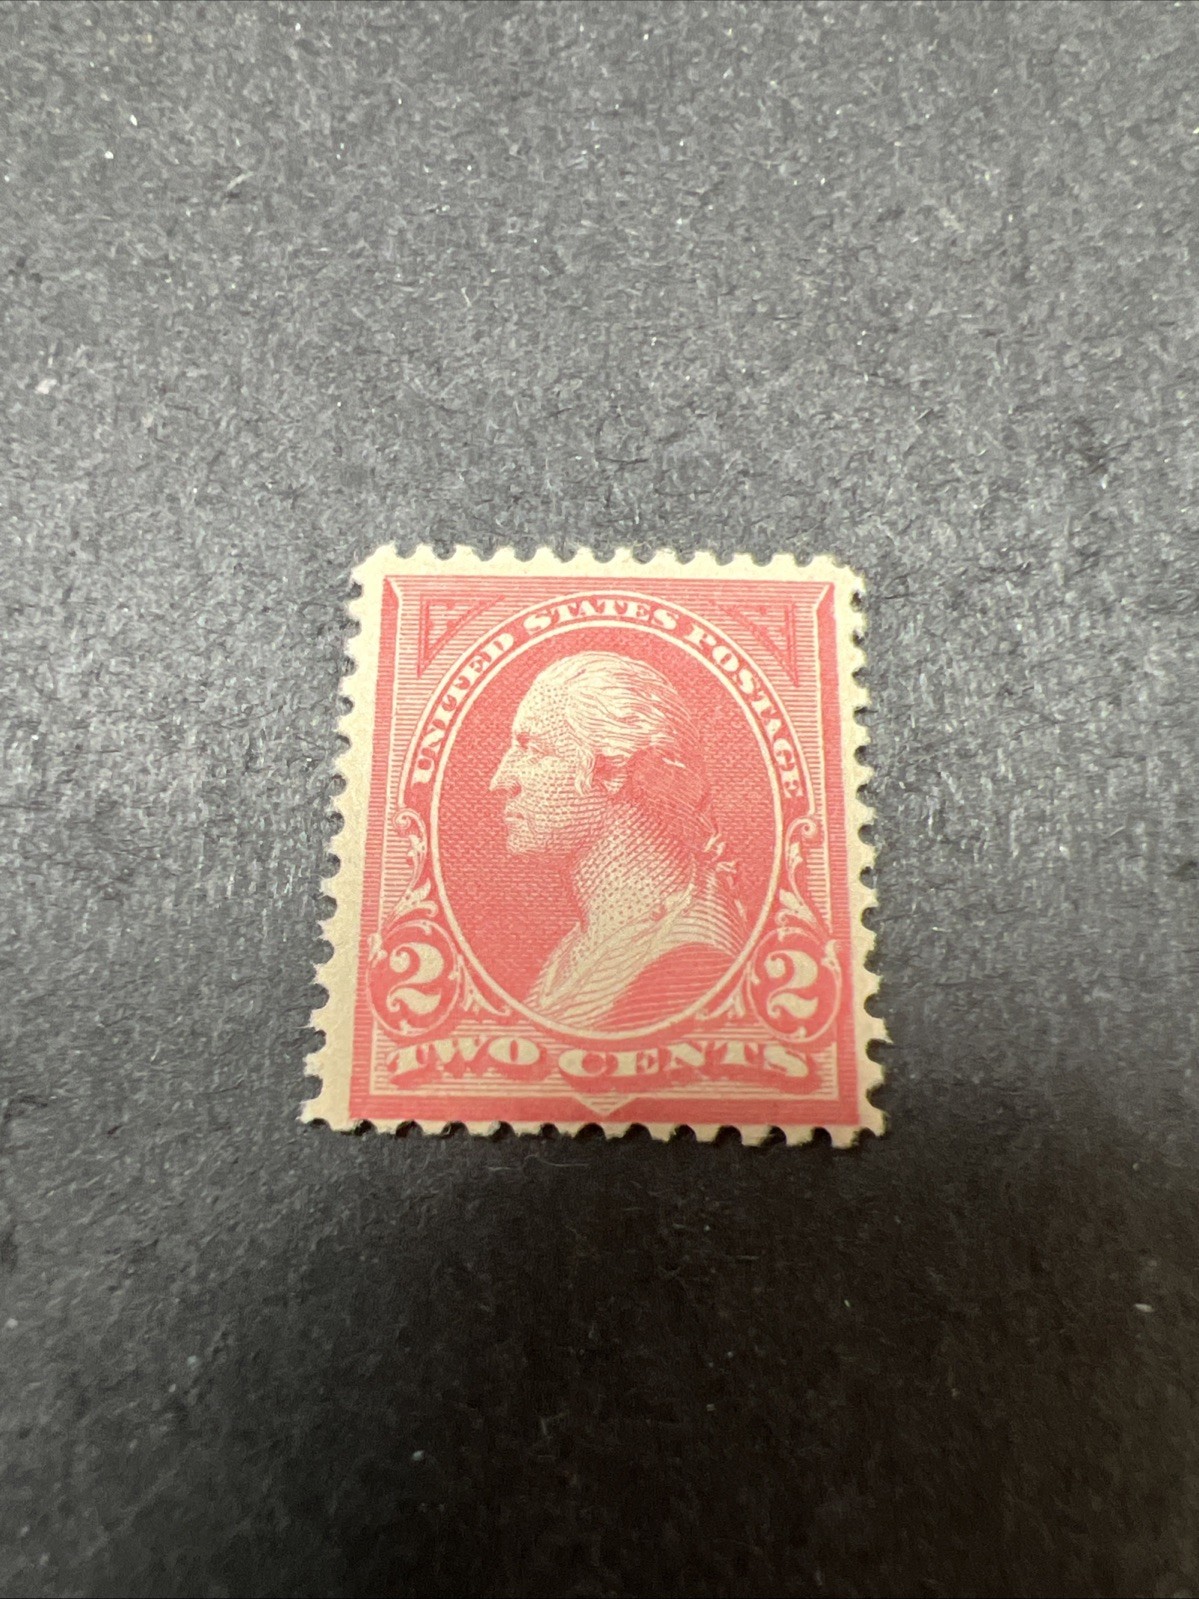 UNITED STATES POSTAGE
2 2
TWO CENTS